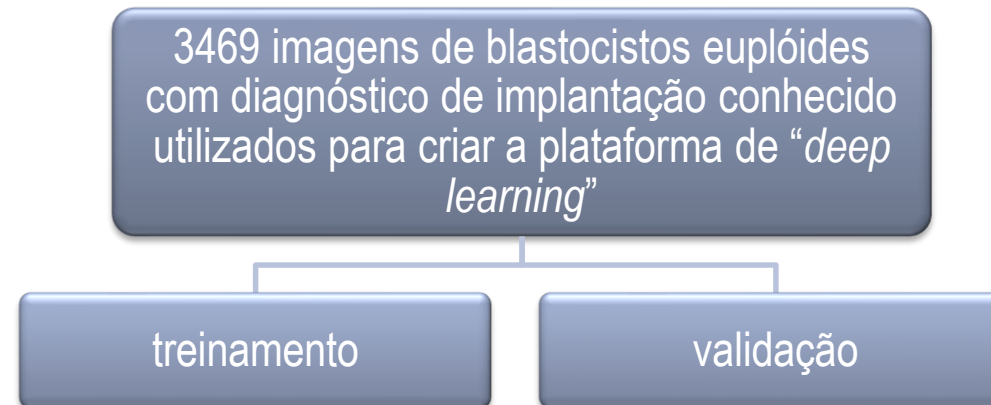 3469 imagens de blastocistos euplóides
com diagnóstico de implantação conhecido
utilizados para criar a plataforma de “deep
learning”
treinamento
validação